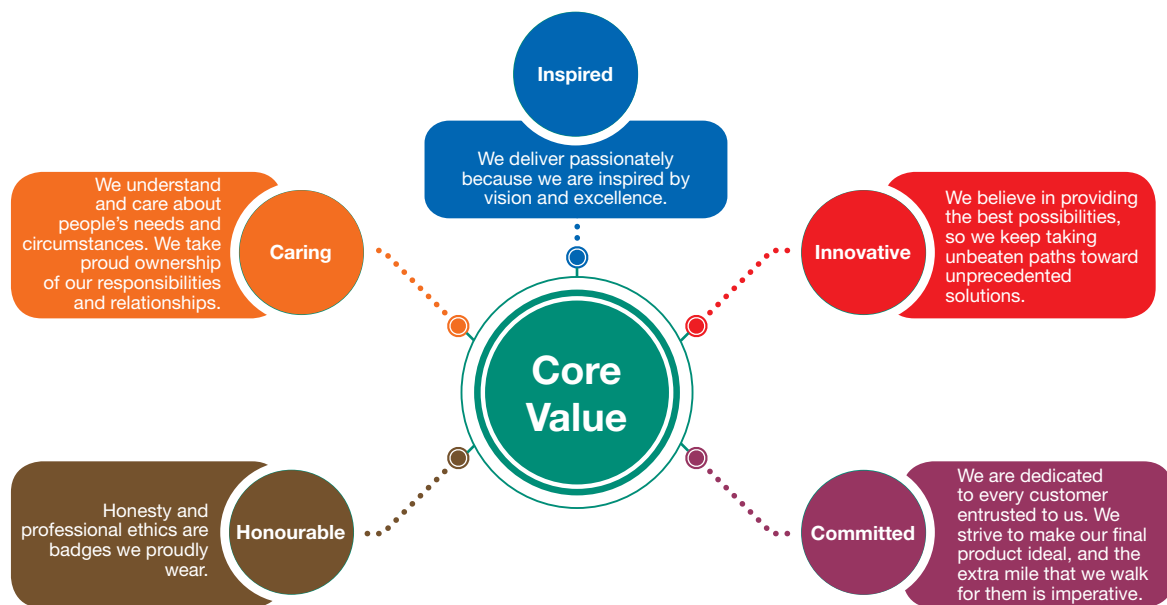 Inspired
We deliver passionately
because we are inspired by
vision and excellence.
We understand
and care about
people’s needs and
circumstances. We take
proud ownership
of our responsibilities
and relationships.
Caring
Innovative
We believe in providing
the best possibilities,
so we keep taking
unbeaten paths toward
unprecedented
solutions.
Core
Value
Honesty and
professional ethics are
badges we proudly
wear.
Honourable
Committed
We are dedicated
to every customer
entrusted to us. We
strive to make our final
product ideal, and the
extra mile that we walk
for them is imperative.